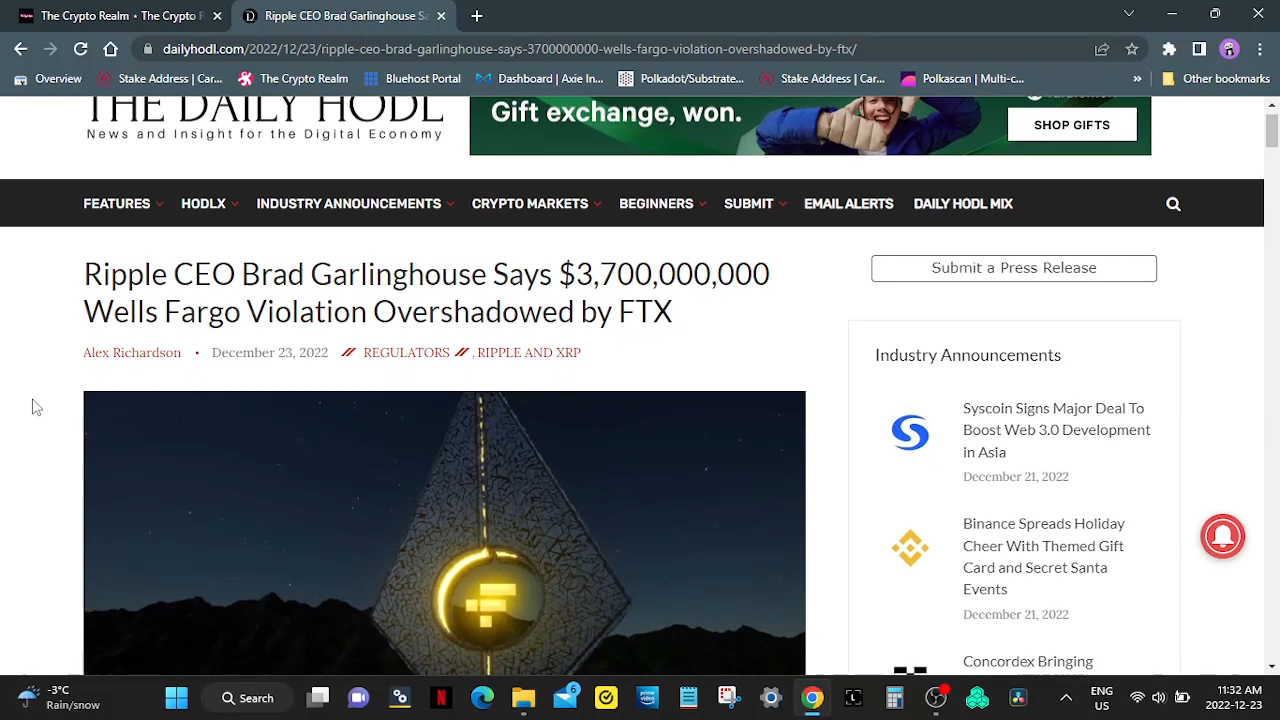 The Crypto Realm • The Crypto R
Ripple CEO Brad Garlinghouse Sa
dailyhodl.com/2022/12/23/ripple-ceo-brad-garlinghouse-says-3700000000-wells-fargo-violation-overshadowed-by-ftx/
Overview
Stake Address | Car...
The Crypto Realm
Bluehost Portal
Dashboard | Axie In...
Polkadot/Substrate...
Stake Address | Car...
Polkascan | Multi-c...
Other bookmarks
THE DAILY HODL
News and Insight for the Digital Economy
Gift exchange, won.
SHOP GIFTS
FEATURES
HODLX
INDUSTRY ANNOUNCEMENTS
CRYPTO MARKETS
BEGINNERS
SUBMIT
EMAIL ALERTS
DAILY HODL MIX
Ripple CEO Brad Garlinghouse Says $3,700,000,000
Wells Fargo Violation Overshadowed by FTX
Alex Richardson • December 23, 2022 // REGULATORS // , RIPPLE AND XRP
Submit a Press Release
Industry Announcements
Syscoin Signs Major Deal To
Boost Web 3.0 Development
in Asia
December 21, 2022
Binance Spreads Holiday
Cheer With Themed Gift
Card and Secret Santa
Events
December 21, 2022
Concordex Bringing
-3°C
Rain/snow
Search
6
ENG
US
11:32 AM
2022-12-23